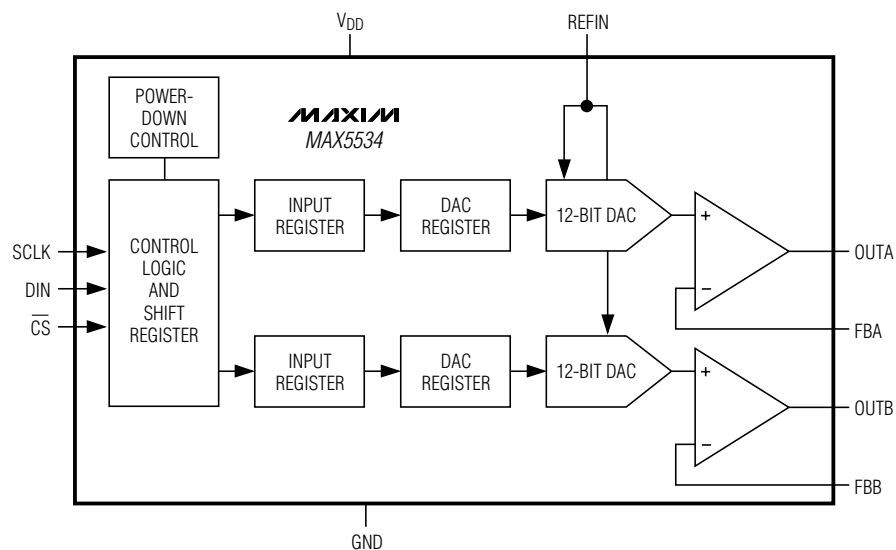 VDD
REFIN
POWER-
DOWN
CONTROL
MAXIM
MAX5534
INPUT
REGISTER
DAC
REGISTER
12-BIT DAC
+
−
OUTA
FBA
SCLK
DIN
CS
CONTROL
LOGIC
AND
SHIFT
REGISTER
INPUT
REGISTER
DAC
REGISTER
12-BIT DAC
+
−
OUTB
FBB
GND